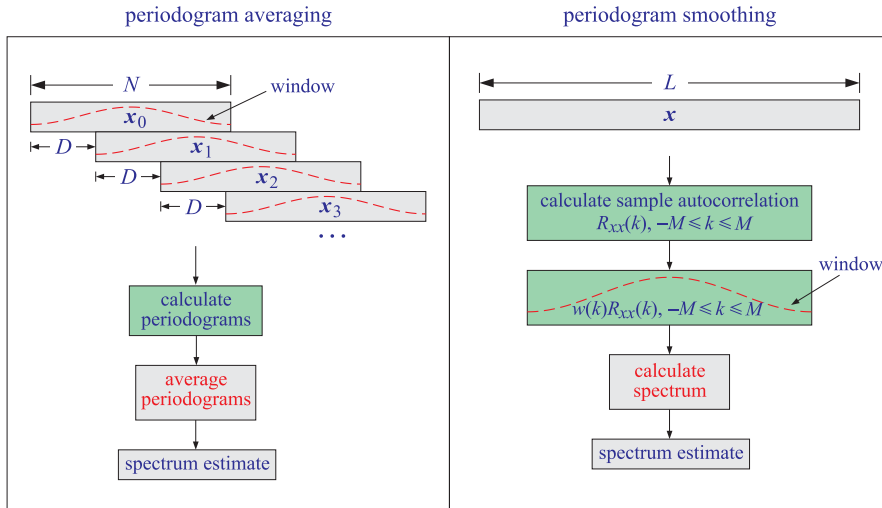 periodogram averaging
N
window
x₀
D
x₁
D
x₂
D
x₃
...
calculate
periodograms
average
periodograms
spectrum estimate
periodogram smoothing
L
x
calculate sample autocorrelation
Rₓₓ(k), −M ⩽ k ⩽ M
window
w(k)Rₓₓ(k), −M ⩽ k ⩽ M
calculate
spectrum
spectrum estimate